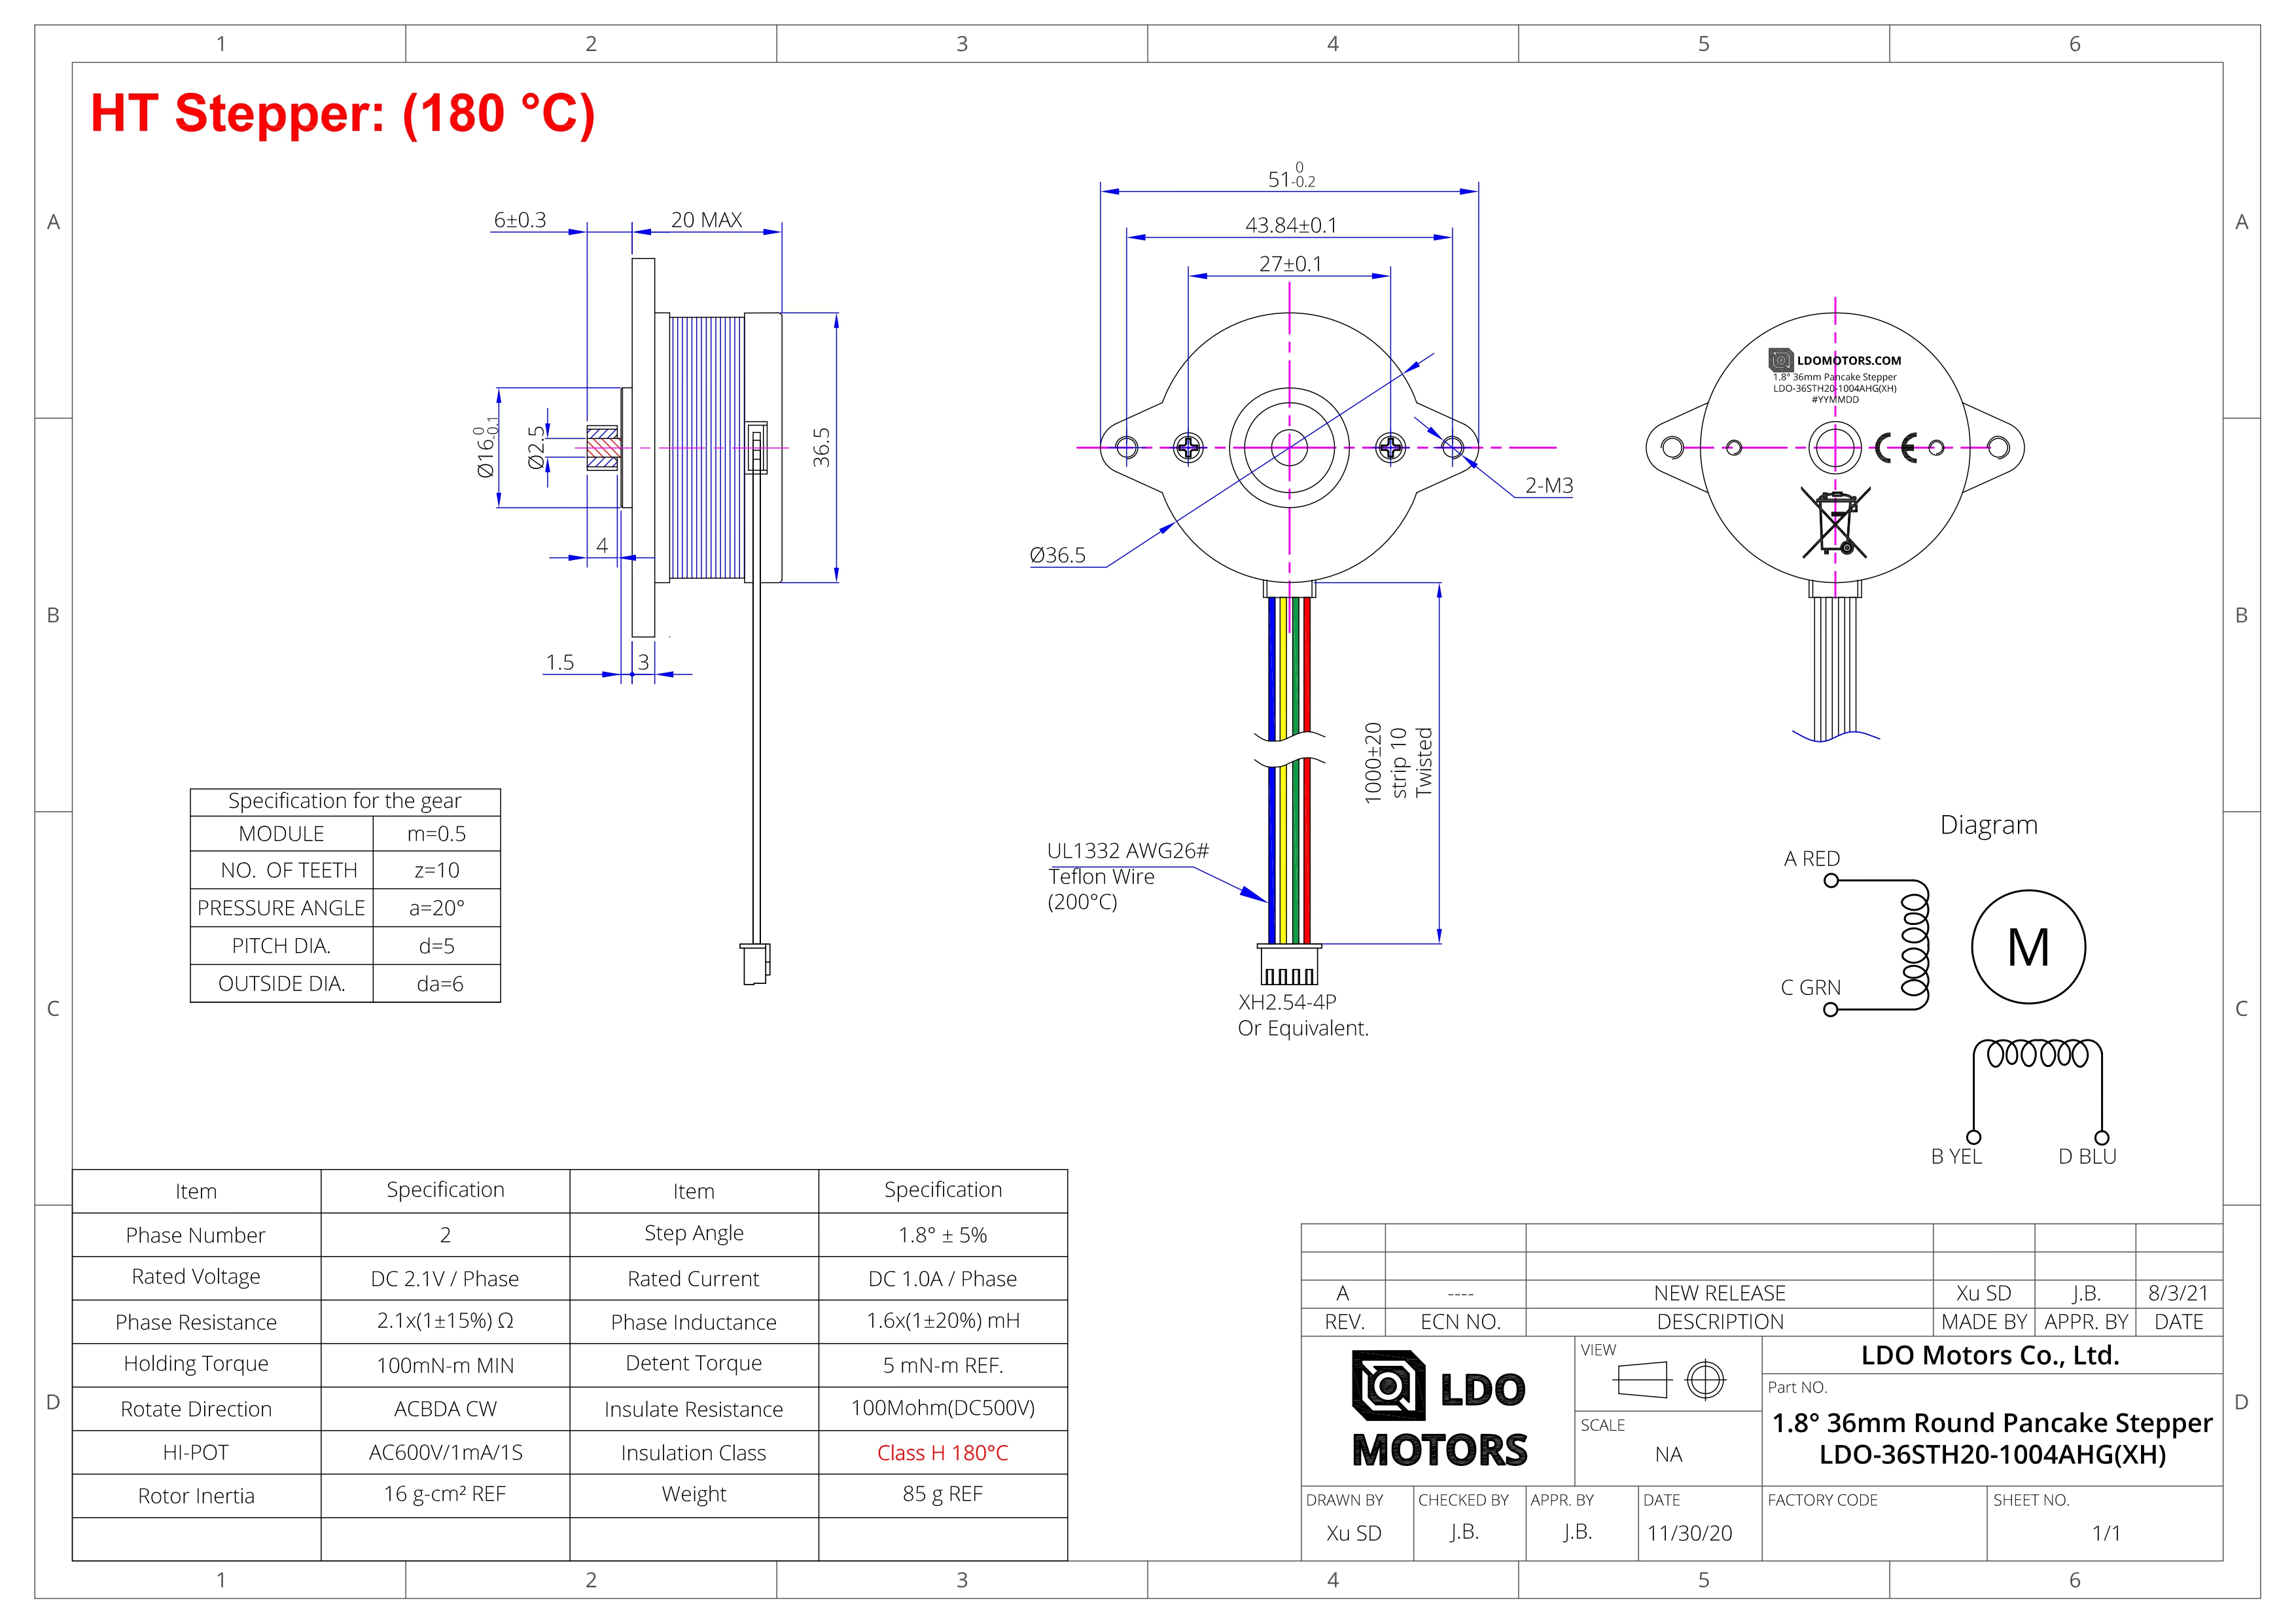 1 2 3 4 5 6
HT Stepper: (180 °C)
A A
B B
C C
D D
6±0.3
20 MAX
Ø16 0 -0.1
Ø2.5
36.5
4
1.5
3
51 0 -0.2
43.84±0.1
27±0.1
2-M3
Ø36.5
1000±20
strip 10
Twisted
UL1332 AWG26#
Teflon Wire
(200°C)
XH2.54-4P
Or Equivalent.
LDOMOTORS.COM
1.8° 36mm Pancake Stepper
LDO-36STH20-1004AHG(XH)
#YYMMDD
CE
Specification for the gear
MODULE m=0.5
NO. OF TEETH z=10
PRESSURE ANGLE a=20°
PITCH DIA. d=5
OUTSIDE DIA. da=6
Diagram
A RED
C GRN
M
B YEL D BLU
Item Specification Item Specification
Phase Number 2 Step Angle 1.8° ± 5%
Rated Voltage DC 2.1V / Phase Rated Current DC 1.0A / Phase
Phase Resistance 2.1x(1±15%) Ω Phase Inductance 1.6x(1±20%) mH
Holding Torque 100mN-m MIN Detent Torque 5 mN-m REF.
Rotate Direction ACBDA CW Insulate Resistance 100Mohm(DC500V)
HI-POT AC600V/1mA/1S Insulation Class Class H 180°C
Rotor Inertia 16 g-cm² REF Weight 85 g REF
A ---- NEW RELEASE Xu SD J.B. 8/3/21
REV. ECN NO. DESCRIPTION MADE BY APPR. BY DATE
LDO
MOTORS
VIEW
SCALE
NA
LDO Motors Co., Ltd.
Part NO.
1.8° 36mm Round Pancake Stepper
LDO-36STH20-1004AHG(XH)
DRAWN BY CHECKED BY APPR. BY DATE FACTORY CODE SHEET NO.
Xu SD J.B. J.B. 11/30/20 1/1
1 2 3 4 5 6